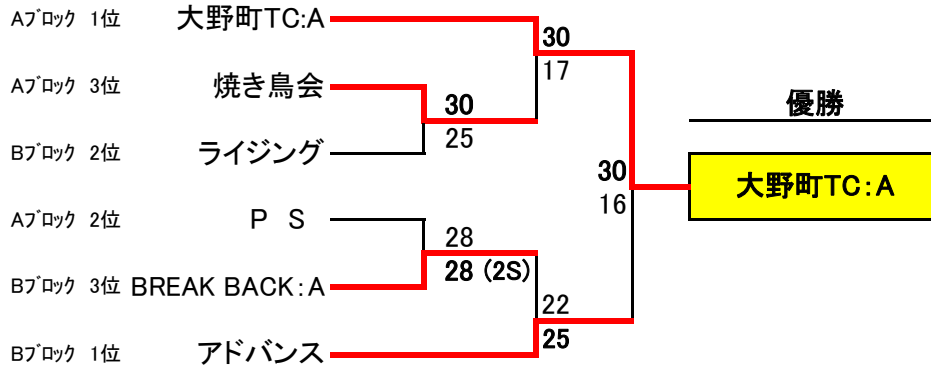 Aブロック 1位 大野町TC:A
30
17
Aブロック 3位 焼き鳥会
30
25
優勝
Bブロック 2位 ライジング
30
16
大野町TC:A
Aブロック 2位 P S
28
28 (2S)
Bブロック 3位 BREAK BACK:A
22
25
Bブロック 1位 アドバンス